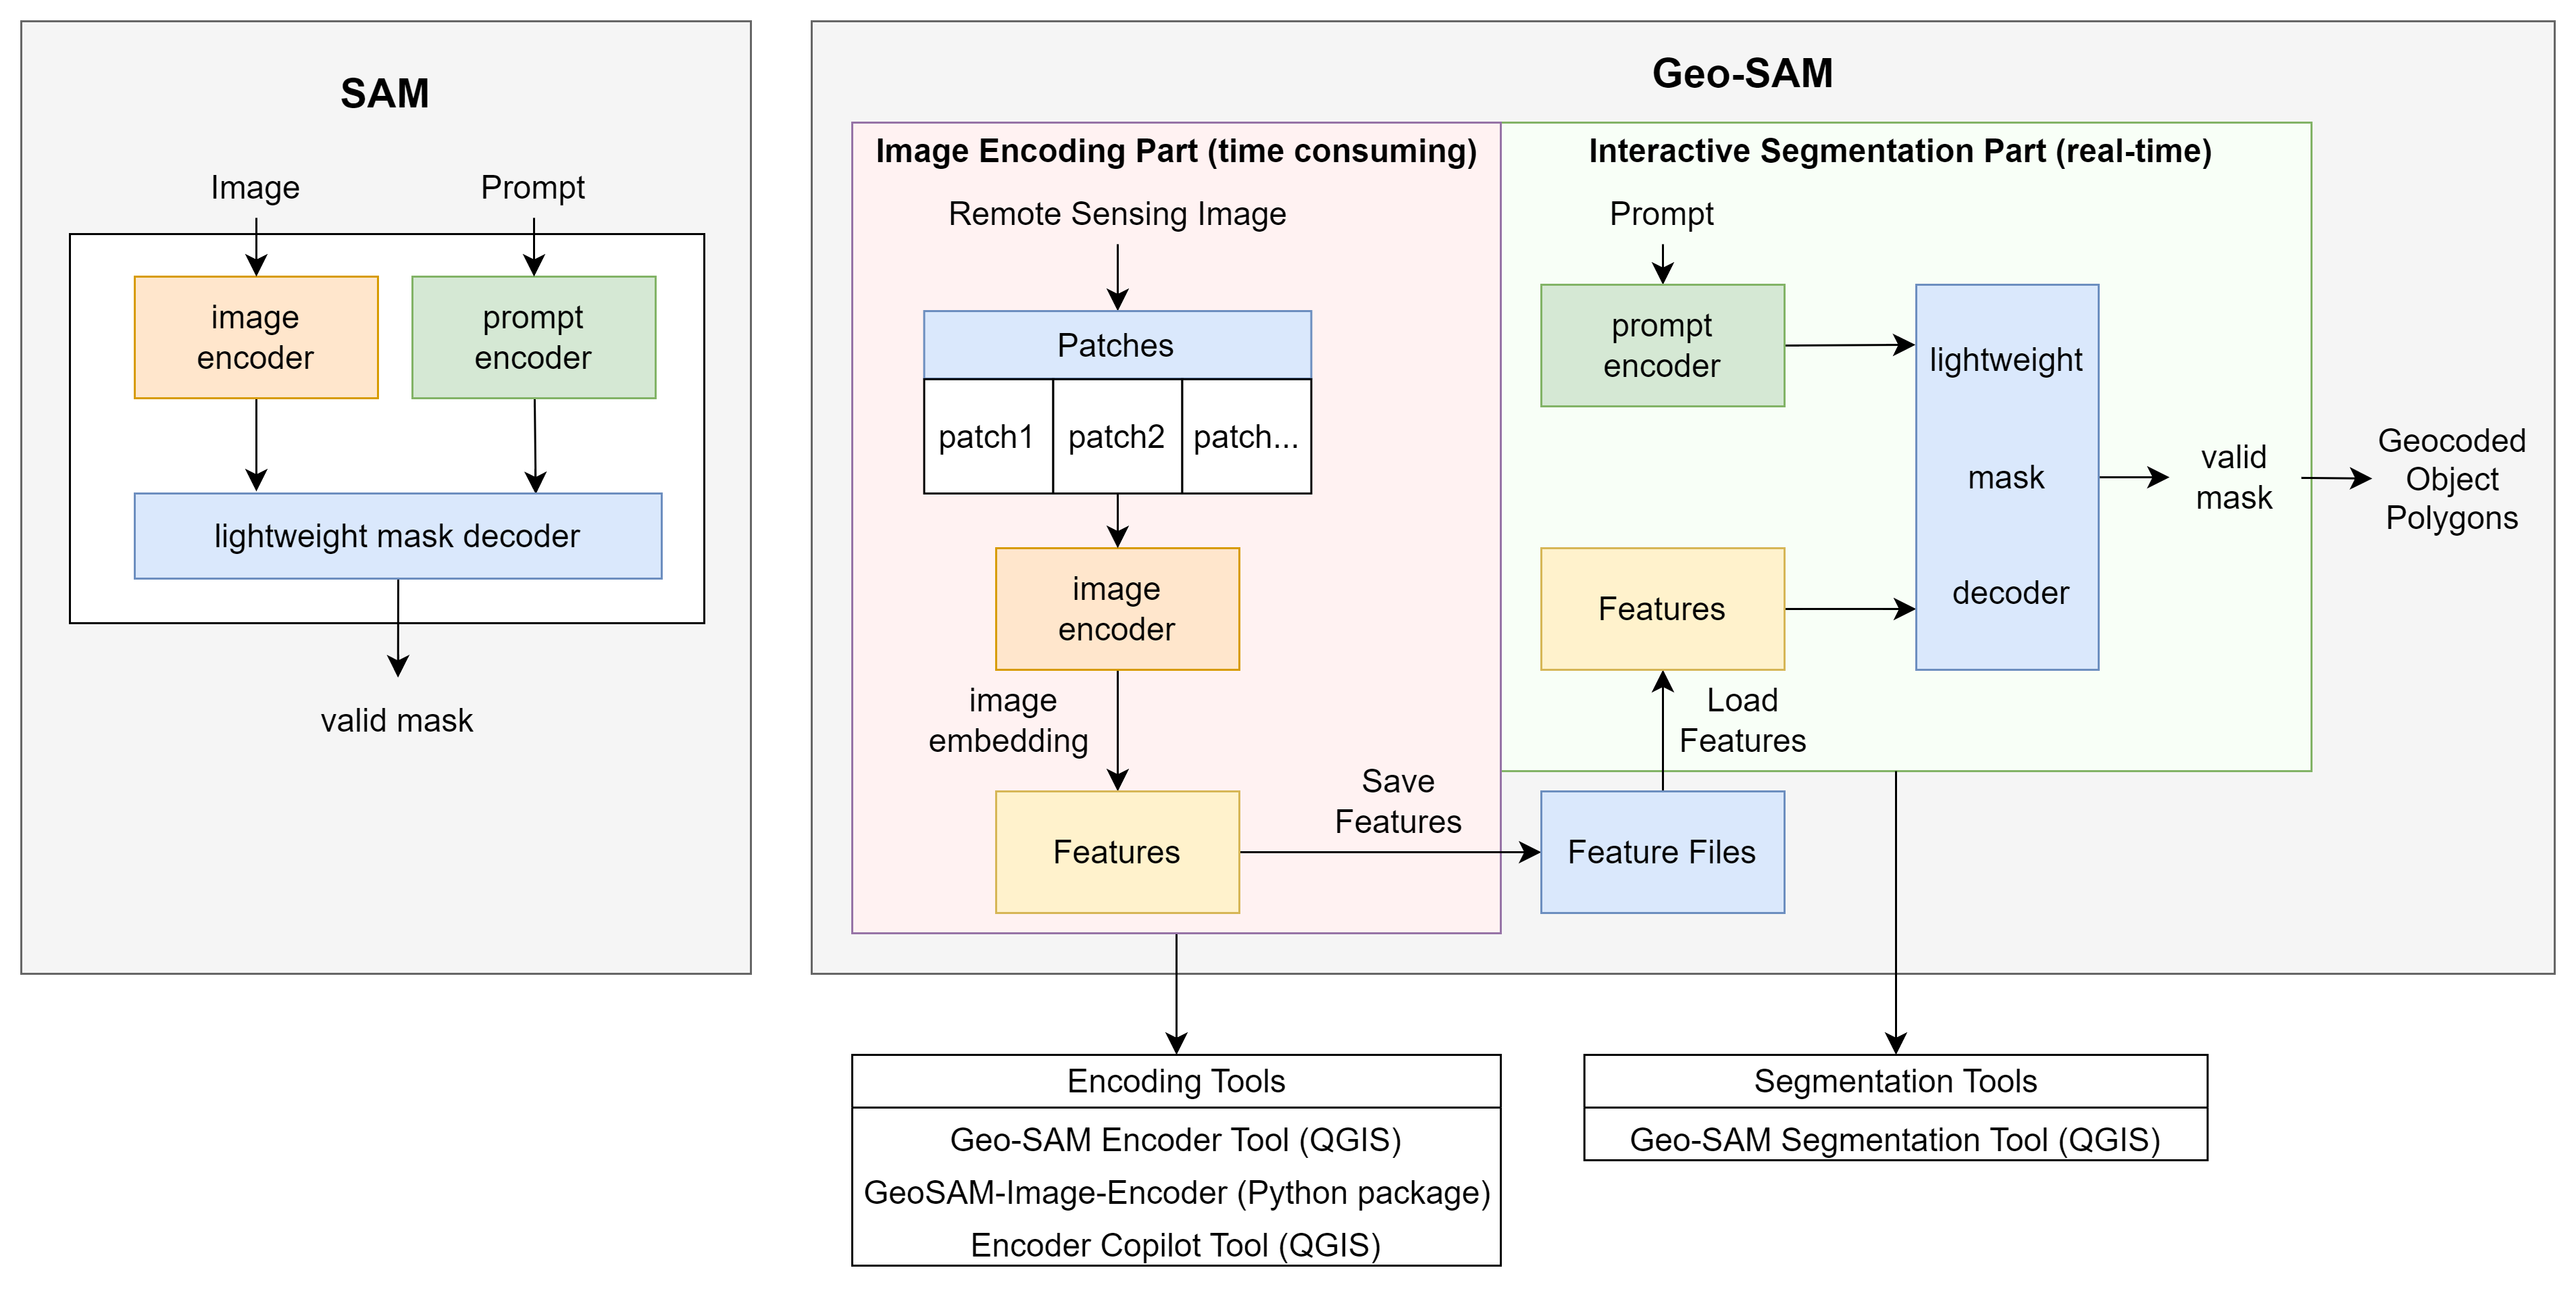 SAM
Image
Prompt
image
encoder
prompt
encoder
lightweight mask decoder
valid mask
Geo-SAM
Image Encoding Part (time consuming)
Remote Sensing Image
Patches
patch1
patch2
patch...
image
encoder
image
embedding
Features
Save
Features
Feature Files
Interactive Segmentation Part (real-time)
Prompt
prompt
encoder
Features
Load
Features
lightweight
mask
decoder
valid
mask
Geocoded
Object
Polygons
Encoding Tools
Geo-SAM Encoder Tool (QGIS)
GeoSAM-Image-Encoder (Python package)
Encoder Copilot Tool (QGIS)
Segmentation Tools
Geo-SAM Segmentation Tool (QGIS)